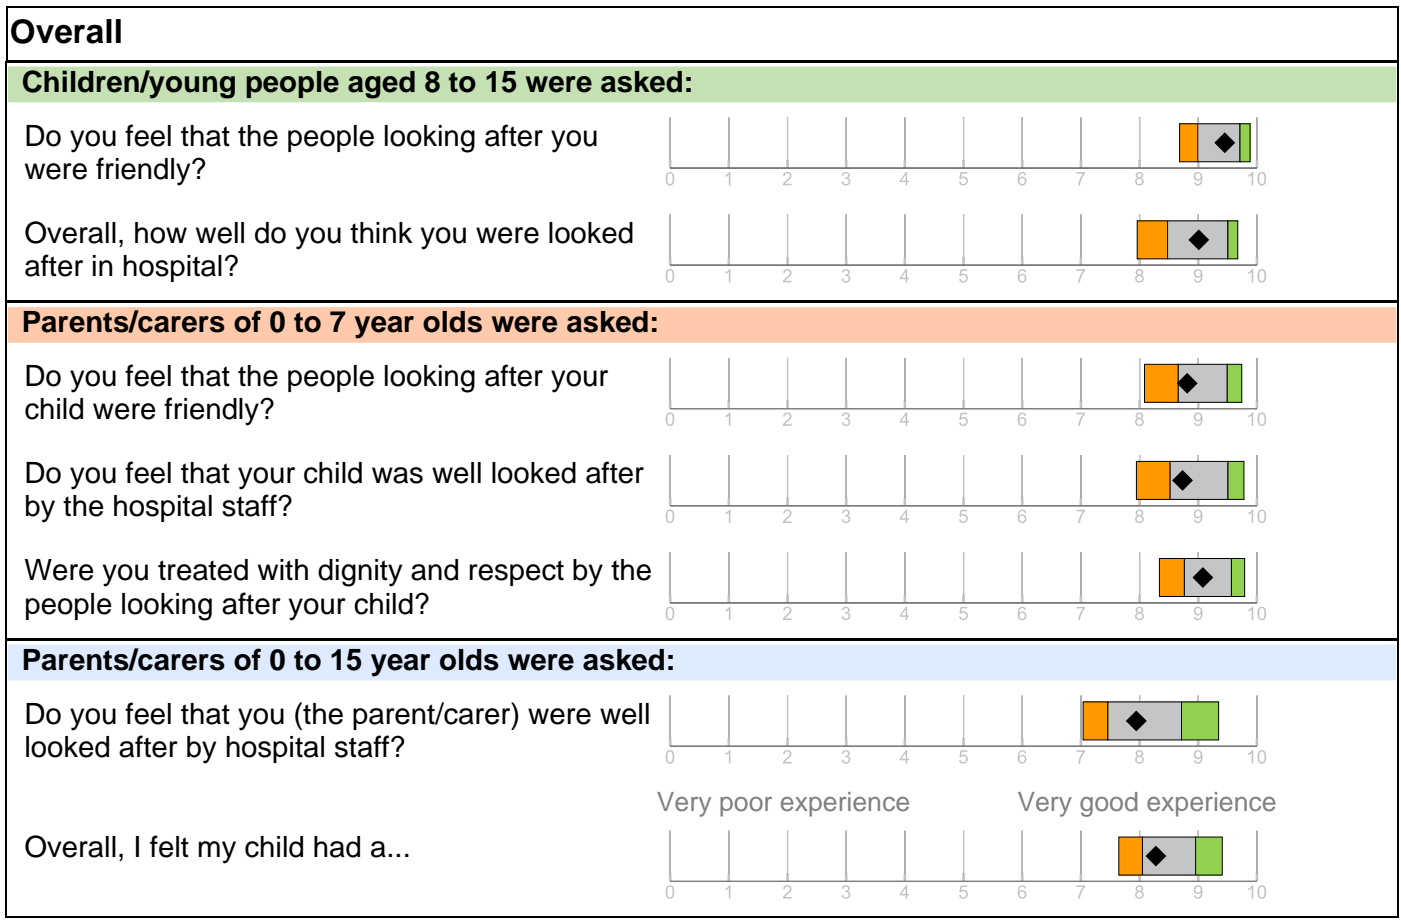 Overall
Children/young people aged 8 to 15 were asked:
Do you feel that the people looking after you
were friendly?
0 1 2 3 4 5 6 7 8 9 10
Overall, how well do you think you were looked
after in hospital?
0 1 2 3 4 5 6 7 8 9 10
Parents/carers of 0 to 7 year olds were asked:
Do you feel that the people looking after your
child were friendly?
0 1 2 3 4 5 6 7 8 9 10
Do you feel that your child was well looked after
by the hospital staff?
0 1 2 3 4 5 6 7 8 9 10
Were you treated with dignity and respect by the
people looking after your child?
0 1 2 3 4 5 6 7 8 9 10
Parents/carers of 0 to 15 year olds were asked:
Do you feel that you (the parent/carer) were well
looked after by hospital staff?
0 1 2 3 4 5 6 7 8 9 10
Very poor experience Very good experience
Overall, I felt my child had a...
0 1 2 3 4 5 6 7 8 9 10